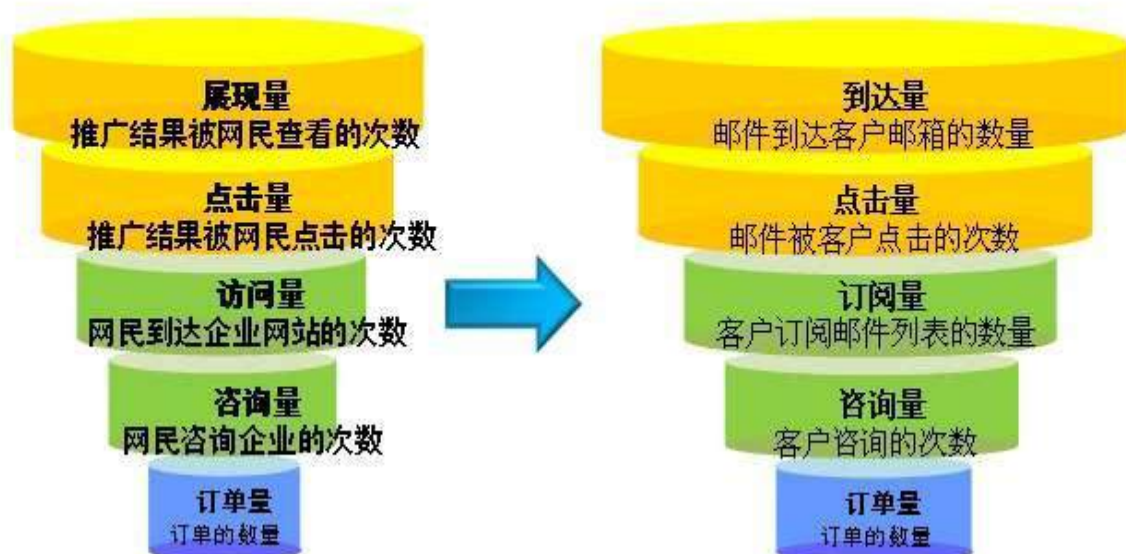 展现量
推广结果被网民查看的次数
点击量
推广结果被网民点击的次数
访问量
网民到达企业网站的次数
咨询量
网民咨询企业的次数
订单量
订单的数量
到达量
邮件到达客户邮箱的数量
点击量
邮件被客户点击的次数
订阅量
客户订阅邮件列表的数量
咨询量
客户咨询的次数
订单量
订单的数量